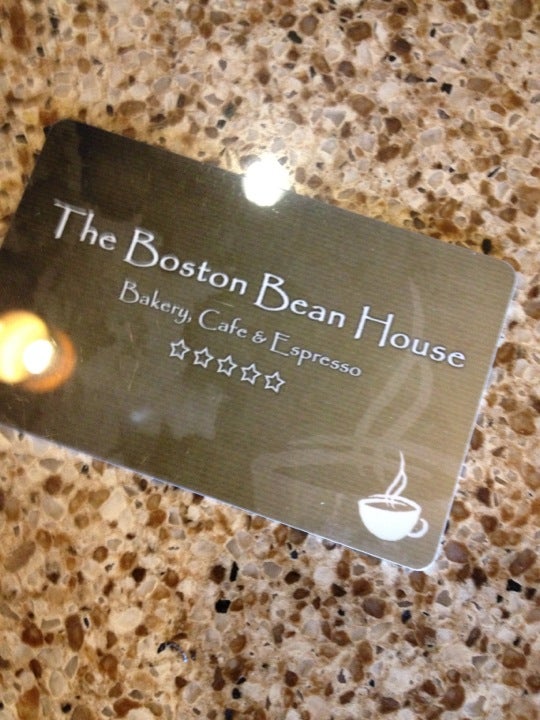 The Boston Bean House
Bakery, Cafe & Espresso